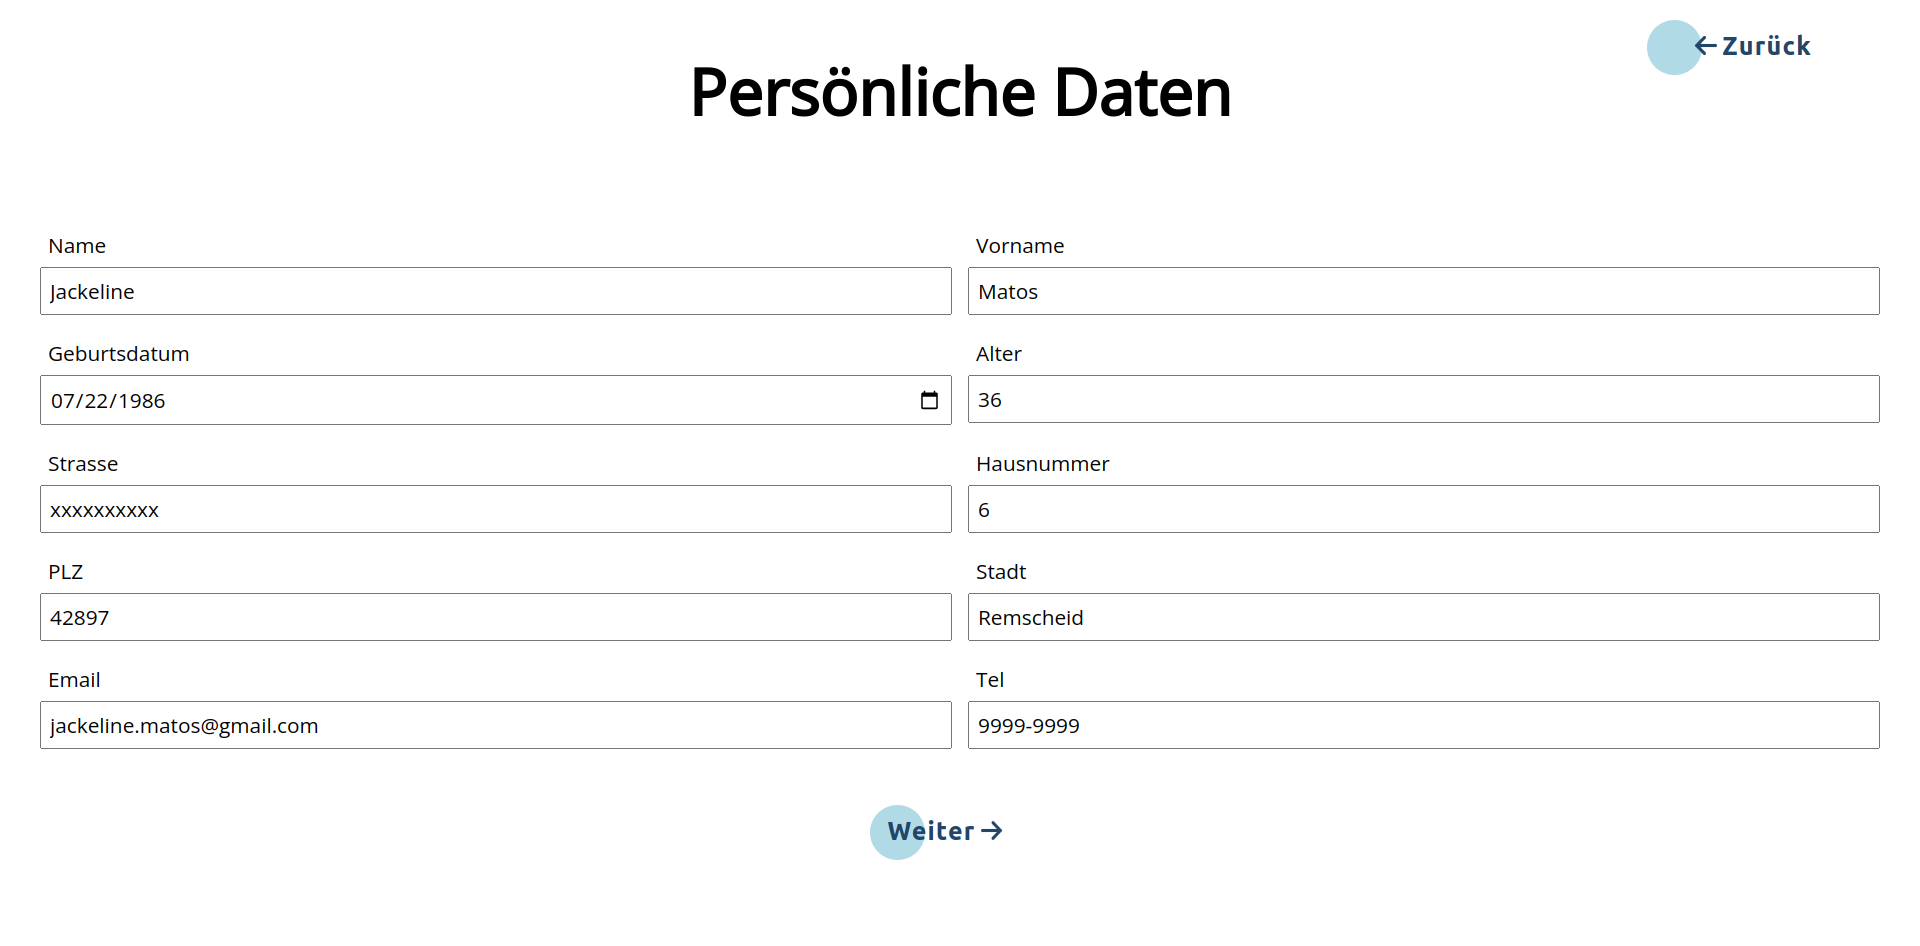 Zurück
Persönliche Daten
Name
Vorname
Jackeline
Matos
Geburtsdatum
Alter
07/22/1986
36
Strasse
Hausnummer
xxxxxxxxxx
6
PLZ
Stadt
42897
Remscheid
Email
Tel
jackeline.matos@gmail.com
9999-9999
Weiter